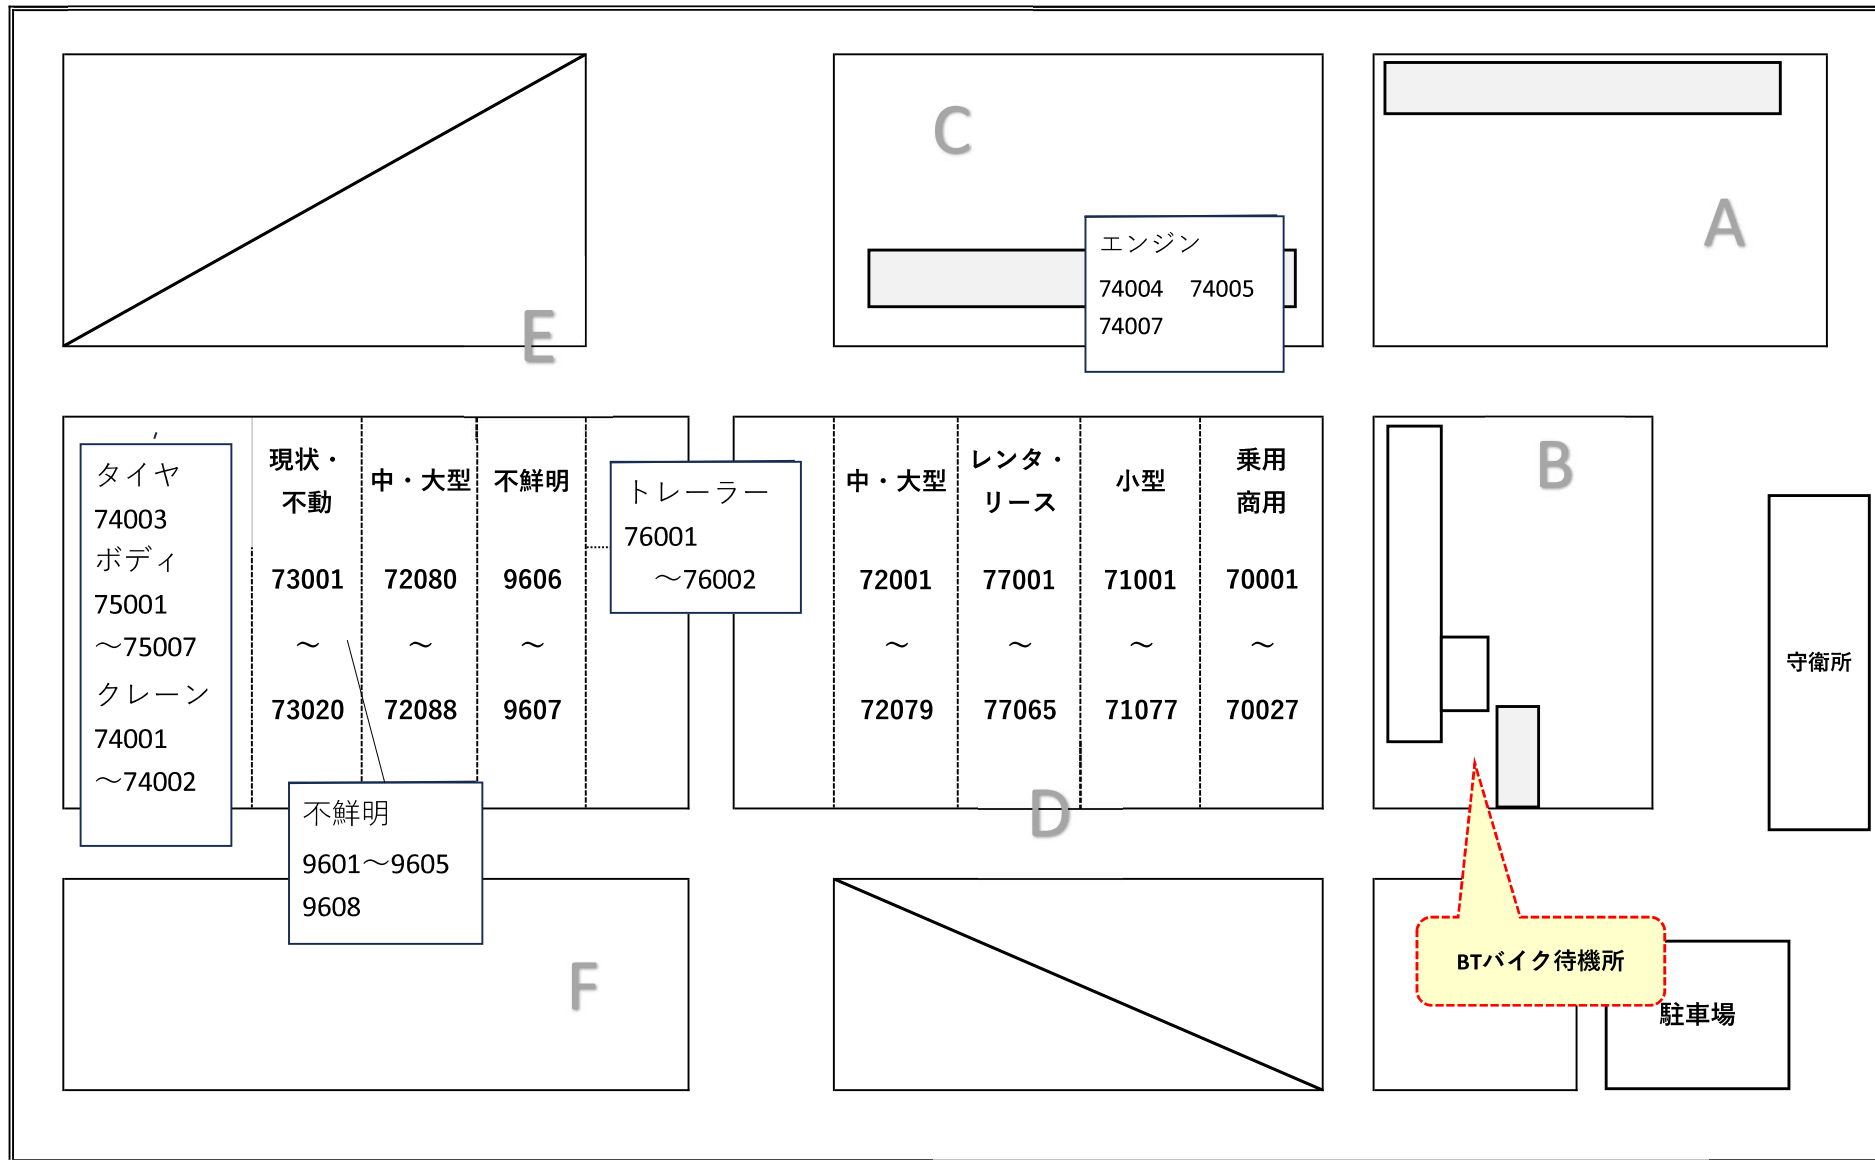 C
A
エンジン
74004 74005
74007
E
タイヤ
74003
ボディ
75001
～75007
クレーン
74001
～74002
現状・
不動
73001
～
73020
中・大型
72080
～
72088
不鮮明
9606
～
9607
トレーラー
76001
～76002
中・大型
72001
～
72079
レンタ・
リース
77001
～
77065
小型
71001
～
71077
乗用
商用
70001
～
70027
B
守衛所
D
不鮮明
9601～9605
9608
F
BTバイク待機所
駐車場